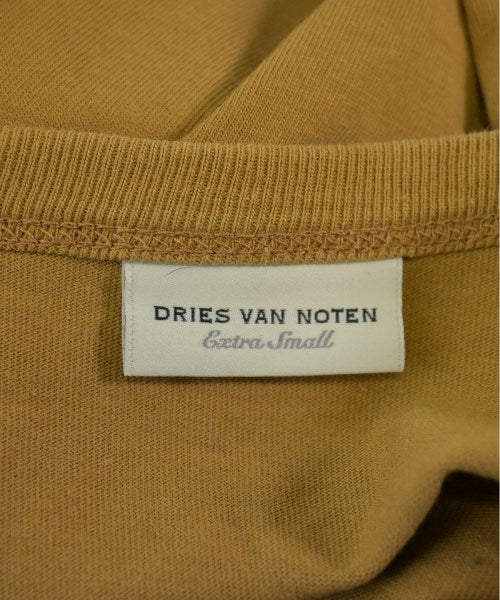 DRIES VAN NOTEN
Extra Small